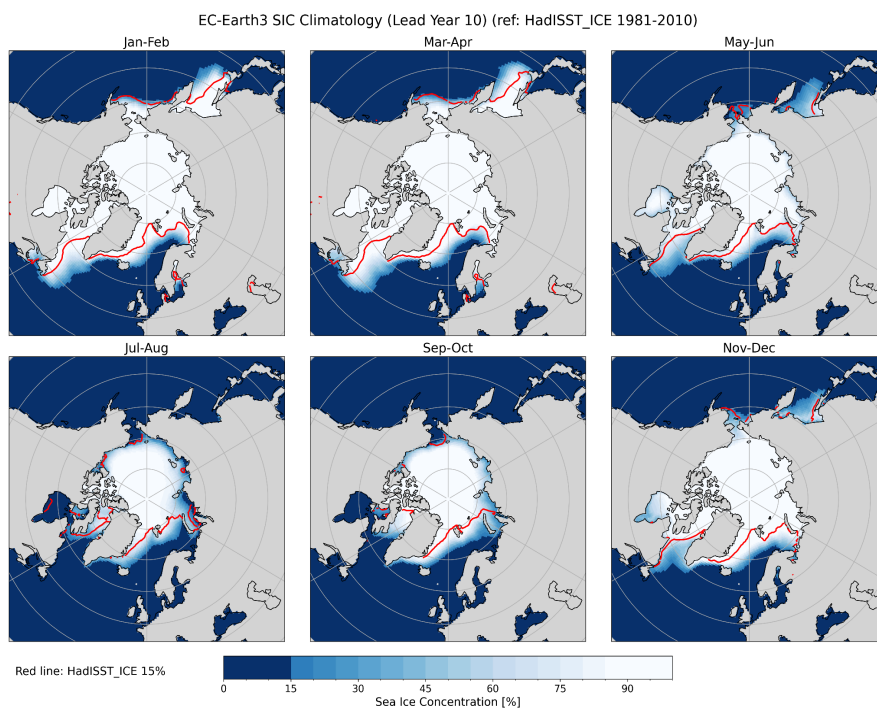 EC-Earth3 SIC Climatology (Lead Year 10) (ref: HadISST_ICE 1981-2010)
Jan-Feb
Mar-Apr
May-Jun
Jul-Aug
Sep-Oct
Nov-Dec
Red line: HadISST_ICE 15%
0 15 30 45 60 75 90
Sea Ice Concentration [%]